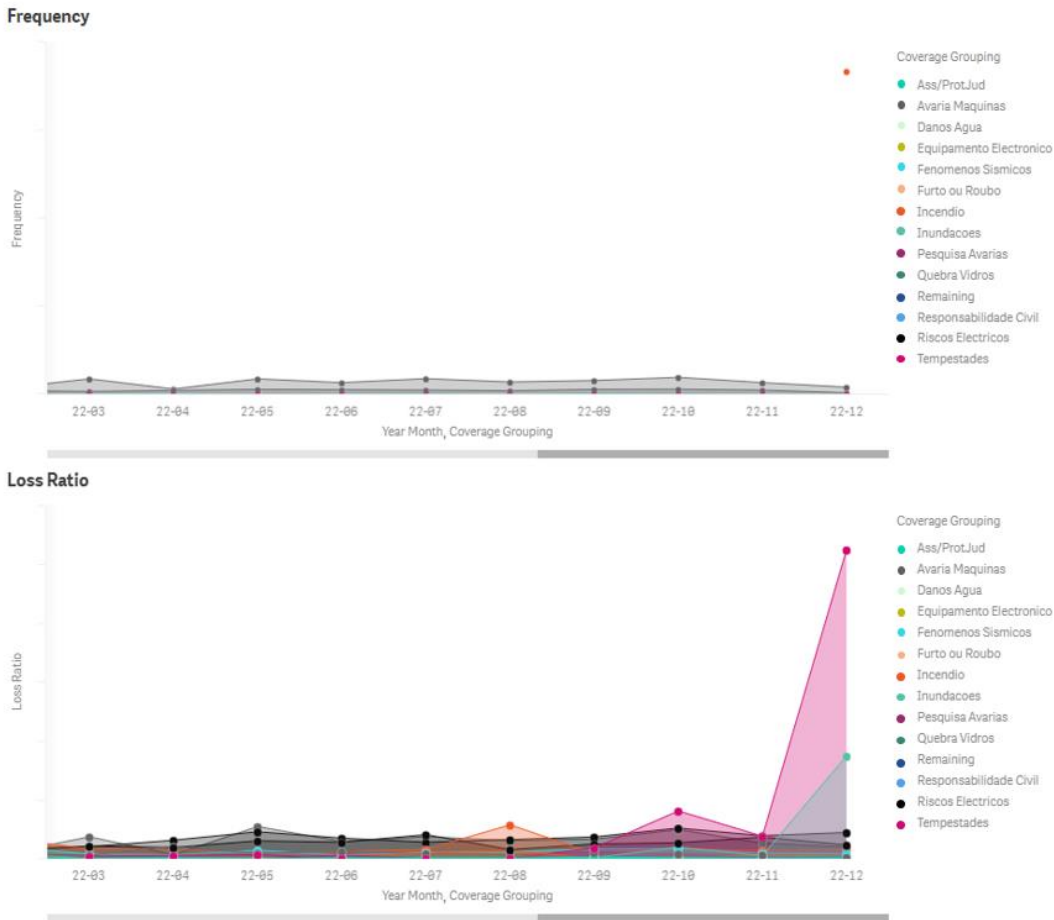 Frequency
Coverage Grouping
Ass/ProtJud
Avaria Maquinas
Danos Agua
Equipamento Electronico
Fenomenos Sismicos
Furto ou Roubo
Incendio
Inundacoes
Pesquisa Avarias
Quebra Vidros
Remaining
Responsabilidade Civil
Riscos Electricos
Tempestades
Frequency
22-03 22-04 22-05 22-06 22-07 22-08 22-09 22-10 22-11 22-12
Year Month, Coverage Grouping
Loss Ratio
Coverage Grouping
Ass/ProtJud
Avaria Maquinas
Danos Agua
Equipamento Electronico
Fenomenos Sismicos
Furto ou Roubo
Incendio
Inundacoes
Pesquisa Avarias
Quebra Vidros
Remaining
Responsabilidade Civil
Riscos Electricos
Tempestades
Loss Ratio
22-03 22-04 22-05 22-06 22-07 22-08 22-09 22-10 22-11 22-12
Year Month, Coverage Grouping